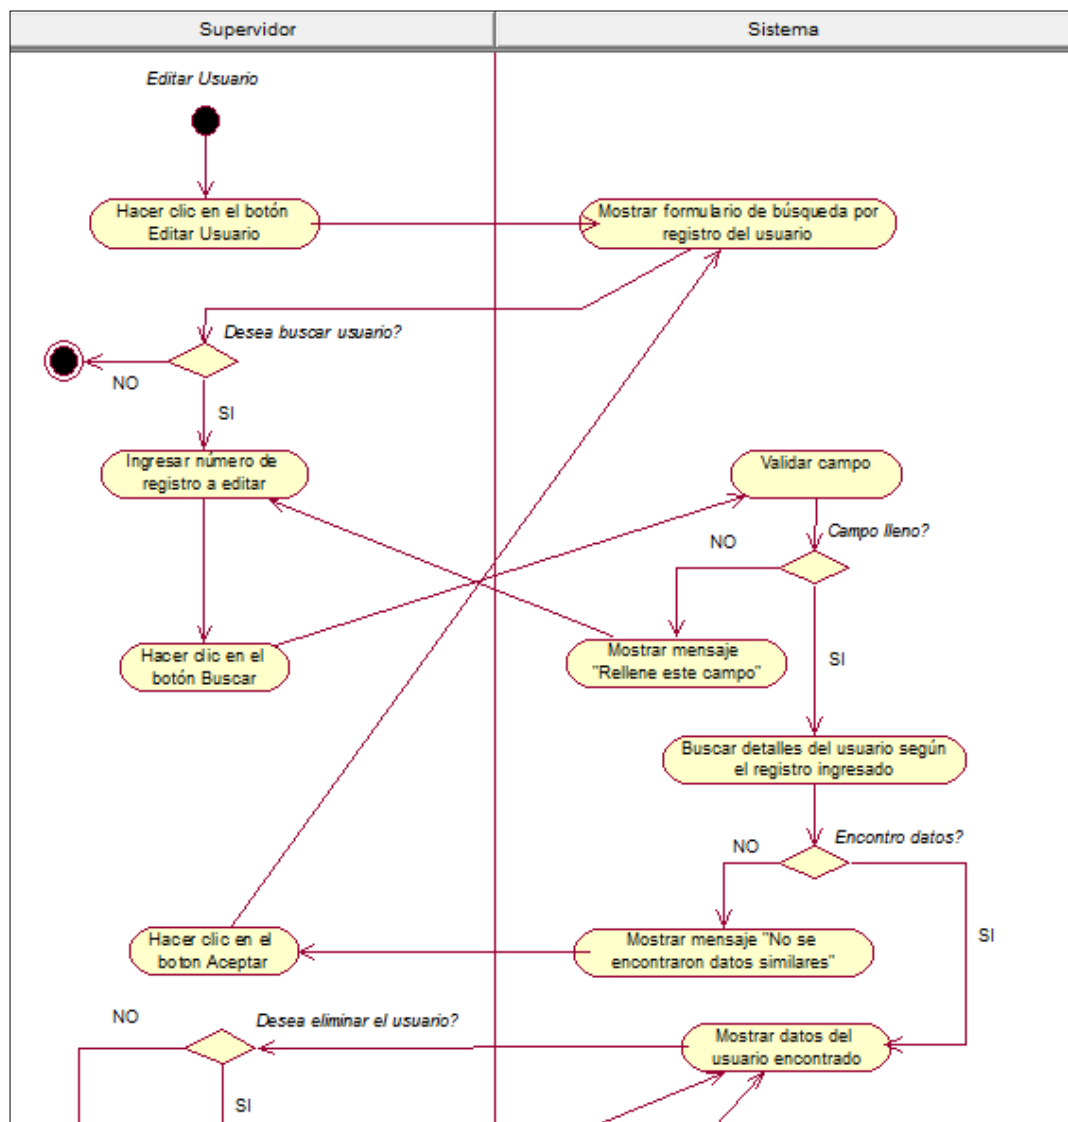 Supervidor
Sistema
Editar Usuario
Hacer clic en el botón
Editar Usuario
Mostrar formulario de búsqueda por
registro del usuario
Desea buscar usuario?
NO
SI
Ingresar número de
registro a editar
Validar campo
Campo lleno?
NO
Hacer clic en el
botón Buscar
Mostrar mensaje
"Rellene este campo"
SI
Buscar detalles del usuario según
el registro ingresado
Encontro datos?
NO
SI
Hacer clic en el
boton Aceptar
Mostrar mensaje "No se
encontraron datos similares"
NO
Desea eliminar el usuario?
Mostrar datos del
usuario encontrado
SI